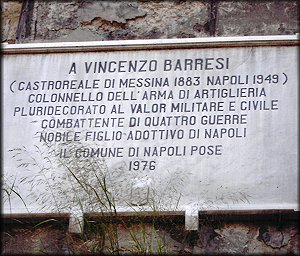 A VINCENZO BARRESI
( CASTROREALE DI MESSINA 1883 NAPOLI 1949 )
COLONNELLO DELL'ARMA DI ARTIGLIERIA
PLURIDECORATO AL VALOR MILITARE E CIVILE
COMBATTENTE DI QUATTRO GUERRE
NOBILE FIGLIO ADOTTIVO DI NAPOLI
IL COMUNE DI NAPOLI POSE
1976